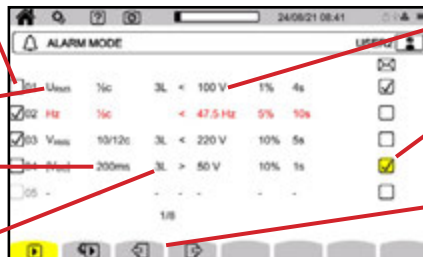 24/08/21 08:41
ALARM MODE
01 Urms ½c 3L < 100 V 1% 4s
02 Hz ½c < 47.5 Hz 5% 10s
03 Vrms 10/12c 3L < 220 V 10% 5s
04 200ms 3L > 50 V 10% 1s
05 - - - - - -
1/8